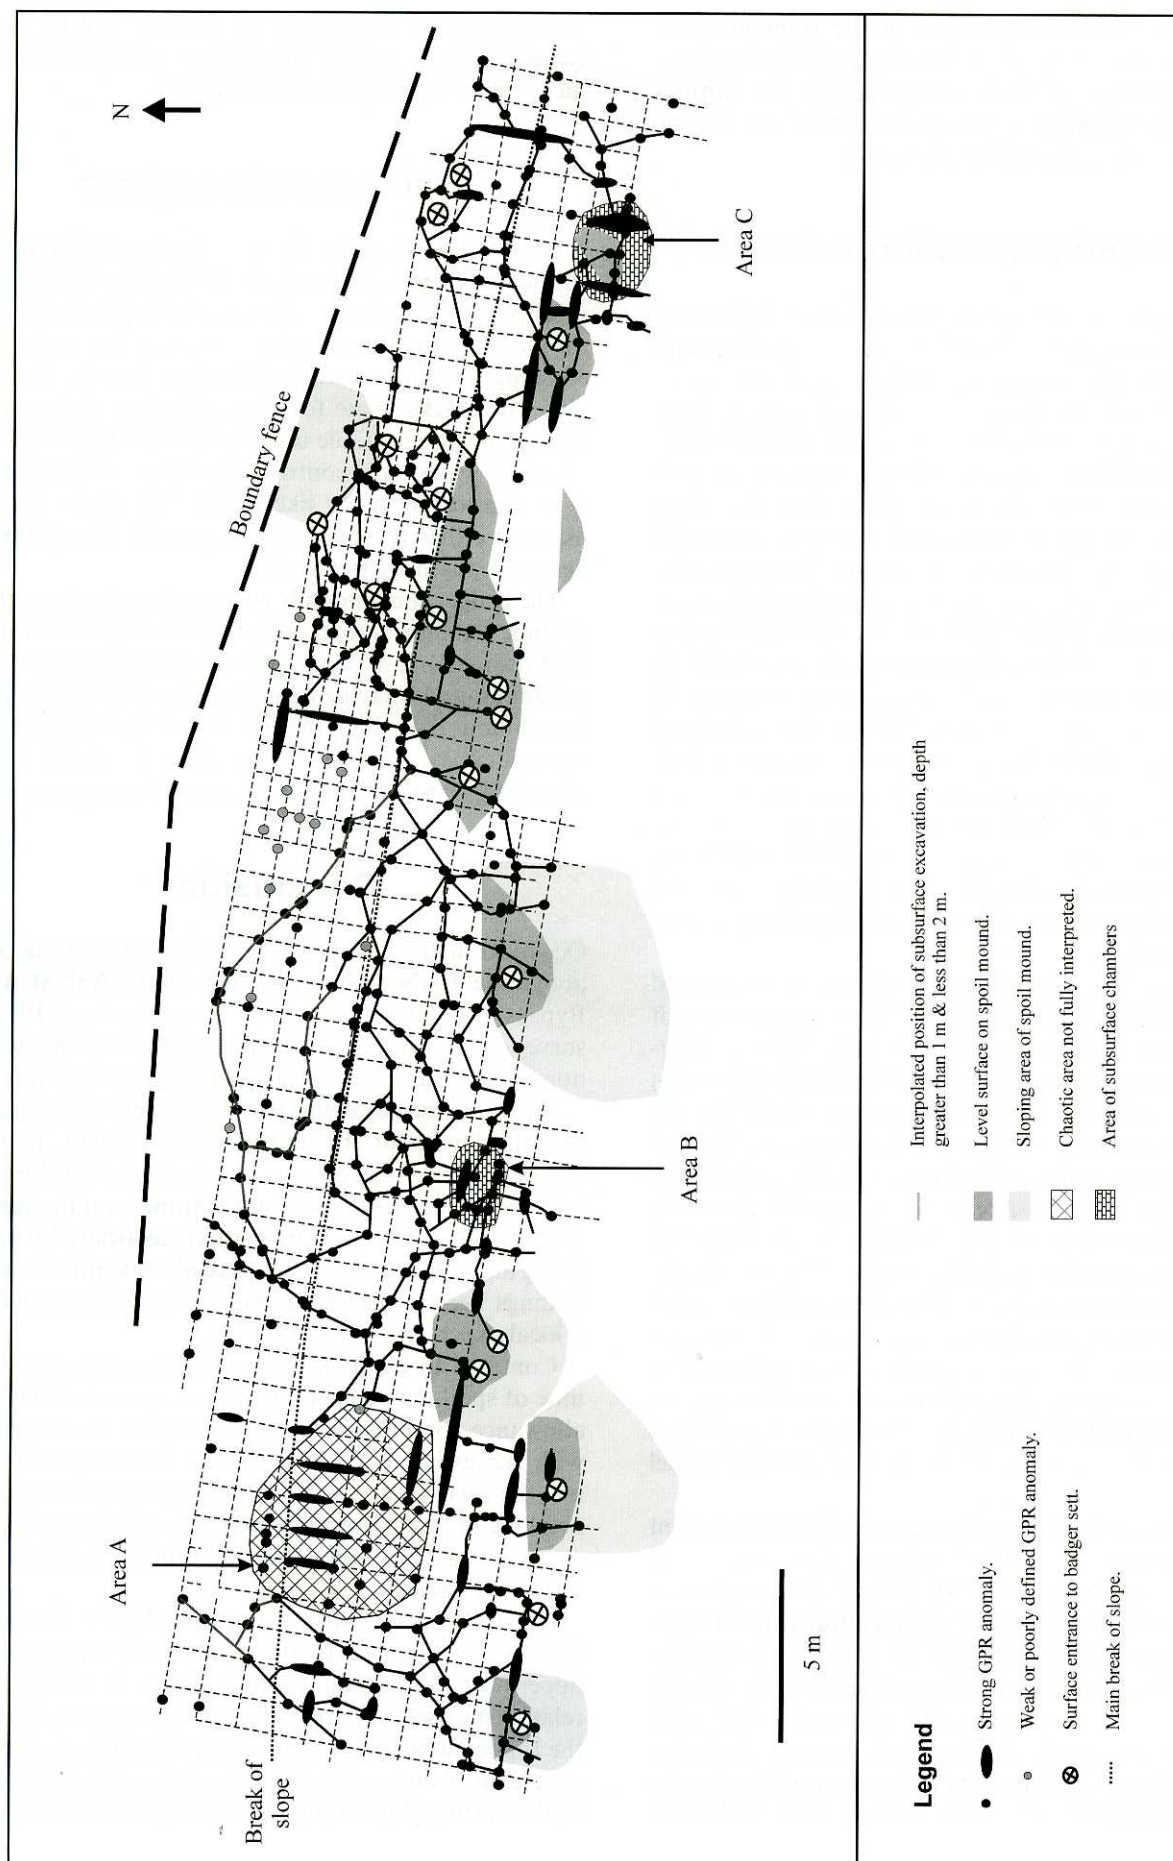 N
Boundary fence
Area A
Area B
Area C
Break of
slope
5 m
Legend
Strong GPR anomaly.
Weak or poorly defined GPR anomaly.
Surface entrance to badger sett.
Main break of slope.
Interpolated position of subsurface excavation, depth
greater than 1 m & less than 2 m.
Level surface on spoil mound.
Sloping area of spoil mound.
Chaotic area not fully interpreted.
Area of subsurface chambers